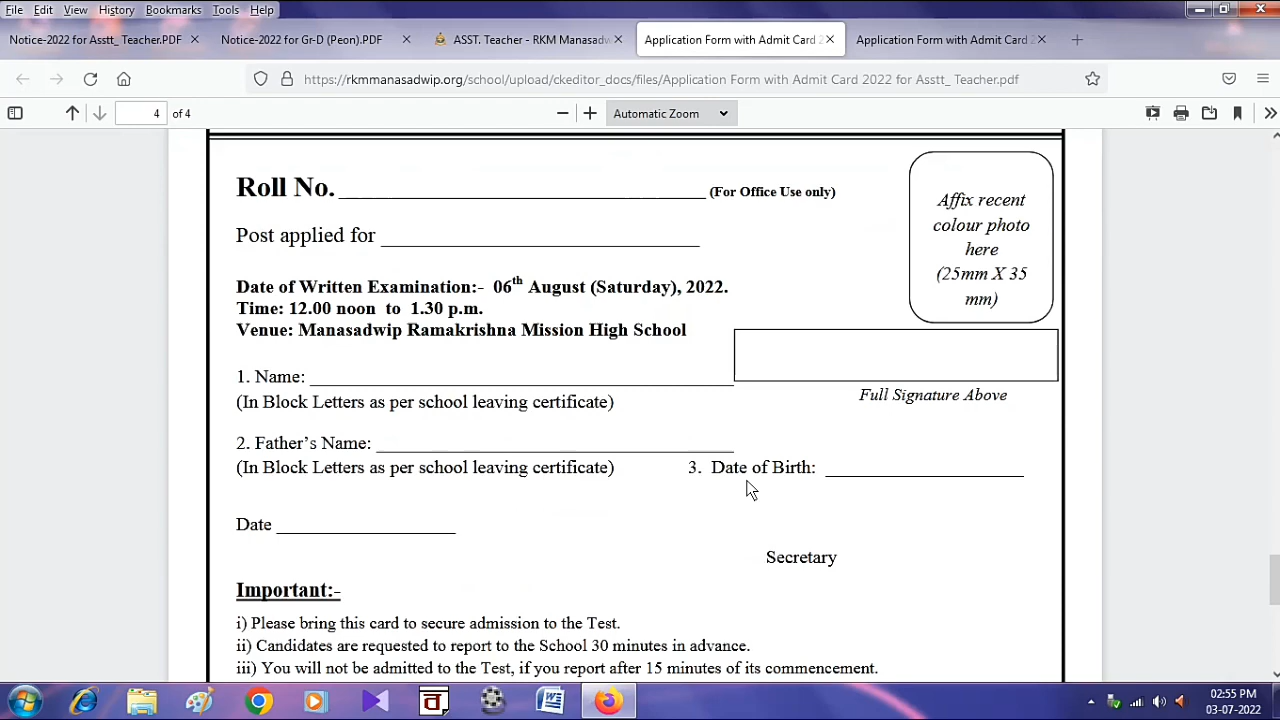 File Edit View History Bookmarks Tools Help
Notice-2022 for Asstt_ Teacher.PDF
Notice-2022 for Gr-D (Peon).PDF
ASST. Teacher at RKM Manasadw
Application Form with Admit Card 2
Application Form with Admit Card 2
https://rkmmanasadwip.org/school/upload/ckeditor_docs/files/Application Form with Admit Card 2022 for Asstt_ Teacher.pdf
4 of 4
Automatic Zoom
Roll No. (For Office Use only)
Post applied for
Affix recent
colour photo
here
(25mm X 35
mm)
Date of Written Examination:- 06th August (Saturday), 2022.
Time: 12.00 noon to 1.30 p.m.
Venue: Manasadwip Ramakrishna Mission High School
1. Name:
(In Block Letters as per school leaving certificate)
Full Signature Above
2. Father’s Name:
(In Block Letters as per school leaving certificate) 3. Date of Birth:
Date
Secretary
Important:-
i) Please bring this card to secure admission to the Test.
ii) Candidates are requested to report to the School 30 minutes in advance.
iii) You will not be admitted to the Test, if you report after 15 minutes of its commencement.
02:55 PM
03-07-2022